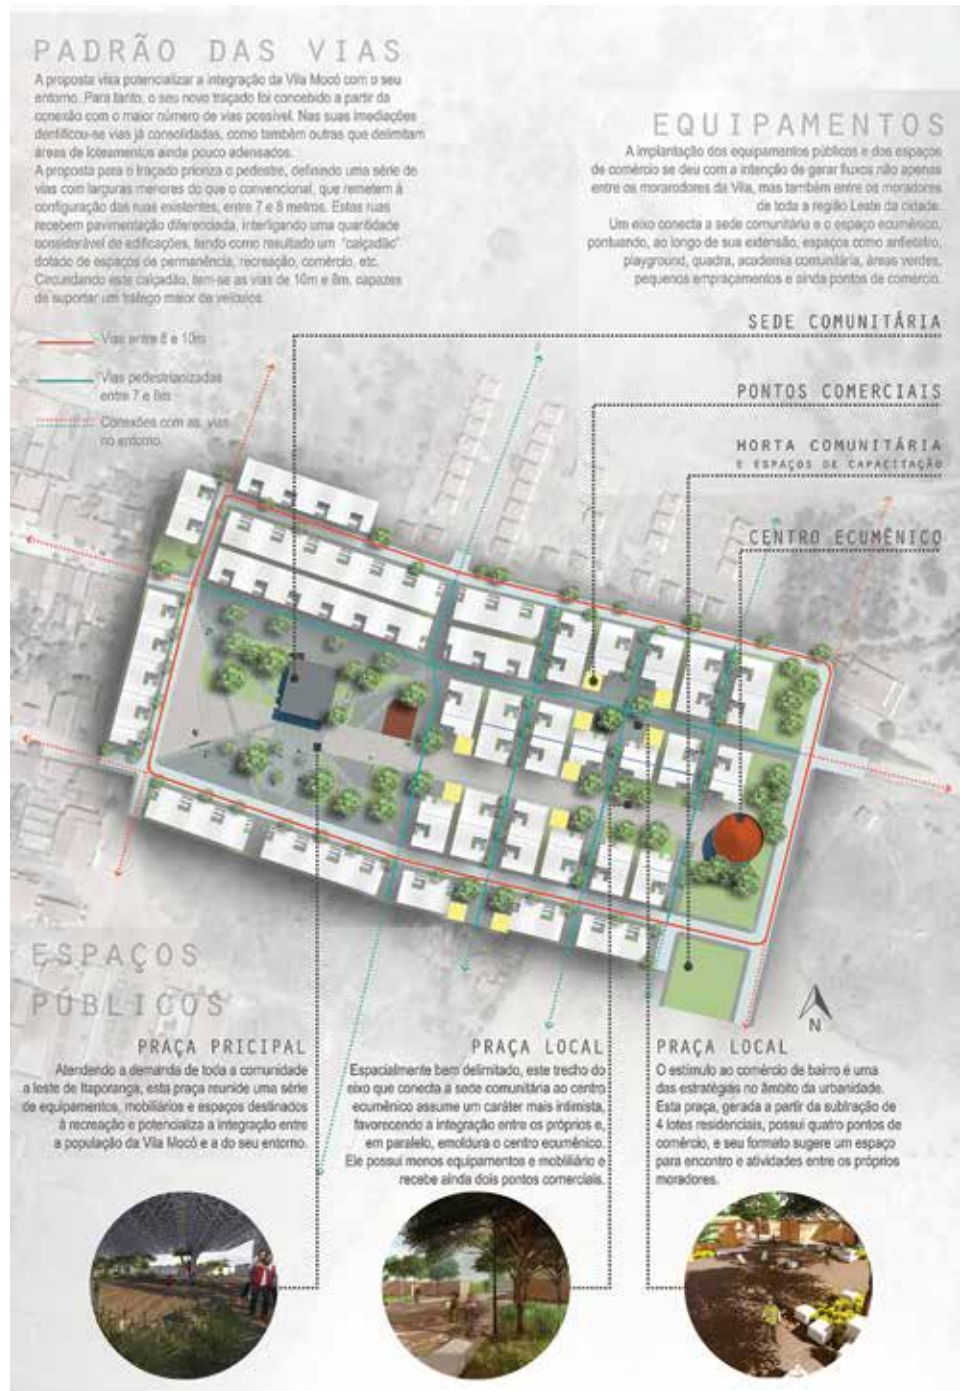 PADRÃO DAS VIAS
A proposta visa potencializar a integração da Vila Mocó com o seu
entorno. Para tanto, o seu novo traçado foi concebido a partir da
conexão com o maior número de vias possível. Nas suas imediações
dentificou-se vias já consolidadas, como também outras que delimitam
áreas de loteamentos ainda pouco adensados.
A proposta para o traçado prioriza o pedestre, definindo uma série de
vias com larguras menores do que o convencional, que remetem à
configuração das ruas existentes, entre 7 e 8 metros. Estas ruas
recebem pavimentação diferenciada, interligando uma quantidade
considerável de edificações, tendo como resultado um "calçadão"
dotado de espaços de permanência, recreação, comércio, etc.
Circundando este calçadão, tem-se as vias de 10m e 8m, capazes
de suportar um tráfego maior de veículos.
EQUIPAMENTOS
A implantação dos equipamentos públicos e dos espaços
de comércio se deu com a intenção de gerar fluxos não apenas
entre os morarodores da Vila, mas também entre os moradores
de toda a região Leste da cidade.
Um eixo conecta a sede comunitária e o espaço ecumênico,
pontuando, ao longo de sua extensão, espaços como anfiteatro,
playground, quadra, academia comunitária, áreas verdes,
pequenos empraçamentos e ainda pontos de comércio.
Vias entre 8 e 10m
Vias pedestrianizadas
entre 7 e 8m
Conexões com as vias
no entorno.
SEDE COMUNITÁRIA
PONTOS COMERCIAIS
HORTA COMUNITÁRIA
E ESPAÇOS DE CAPACITAÇÃO
CENTRO ECUMÊNICO
N
ESPAÇOS
PÚBLICOS
PRAÇA PRICIPAL
Atendendo a demanda de toda a comunidade
a leste de Itaporanga, esta praça reunide uma série
de equipamentos, mobiliários e espaços destinados
à recreação e potencializa a integração entre
a população da Vila Mocó e a do seu entorno.
PRAÇA LOCAL
Espacialmente bem delimitado, este trecho do
eixo que conecta a sede comunitária ao centro
ecumênico assume um caráter mais intimista,
favorecendo a integração entre os próprios e,
em paralelo, emoldura o centro ecumênico.
Ele possui menos equipamentos e mobiliário e
recebe ainda dois pontos comerciais.
PRAÇA LOCAL
O estímulo ao comércio de bairro é uma
das estratégias no âmbito da urbanidade.
Esta praça, gerada a partir da subtração de
4 lotes residenciais, possui quatro pontos de
comércio, e seu formato sugere um espaço
para encontro e atividades entre os próprios
moradores.